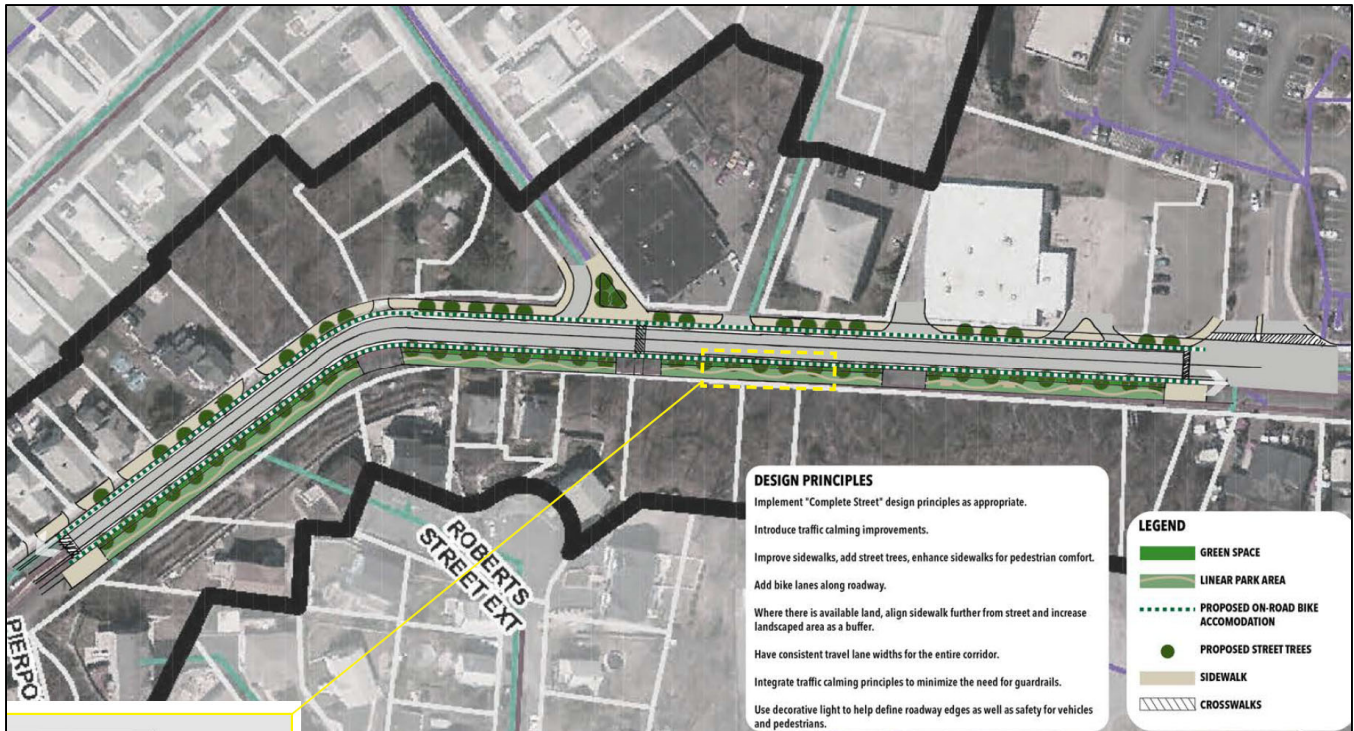 ROBERTS
STREET EXT
PIERPO
DESIGN PRINCIPLES
Implement "Complete Street" design principles as appropriate.
Introduce traffic calming improvements.
Improve sidewalks, add street trees, enhance sidewalks for pedestrian comfort.
Add bike lanes along roadway.
Where there is available land, align sidewalk further from street and increase
landscaped area as a buffer.
Have consistent travel lane widths for the entire corridor.
Integrate traffic calming principles to minimize the need for guardrails.
Use decorative light to help define roadway edges as well as safety for vehicles
and pedestrians.
LEGEND
GREEN SPACE
LINEAR PARK AREA
PROPOSED ON-ROAD BIKE
ACCOMODATION
PROPOSED STREET TREES
SIDEWALK
CROSSWALKS